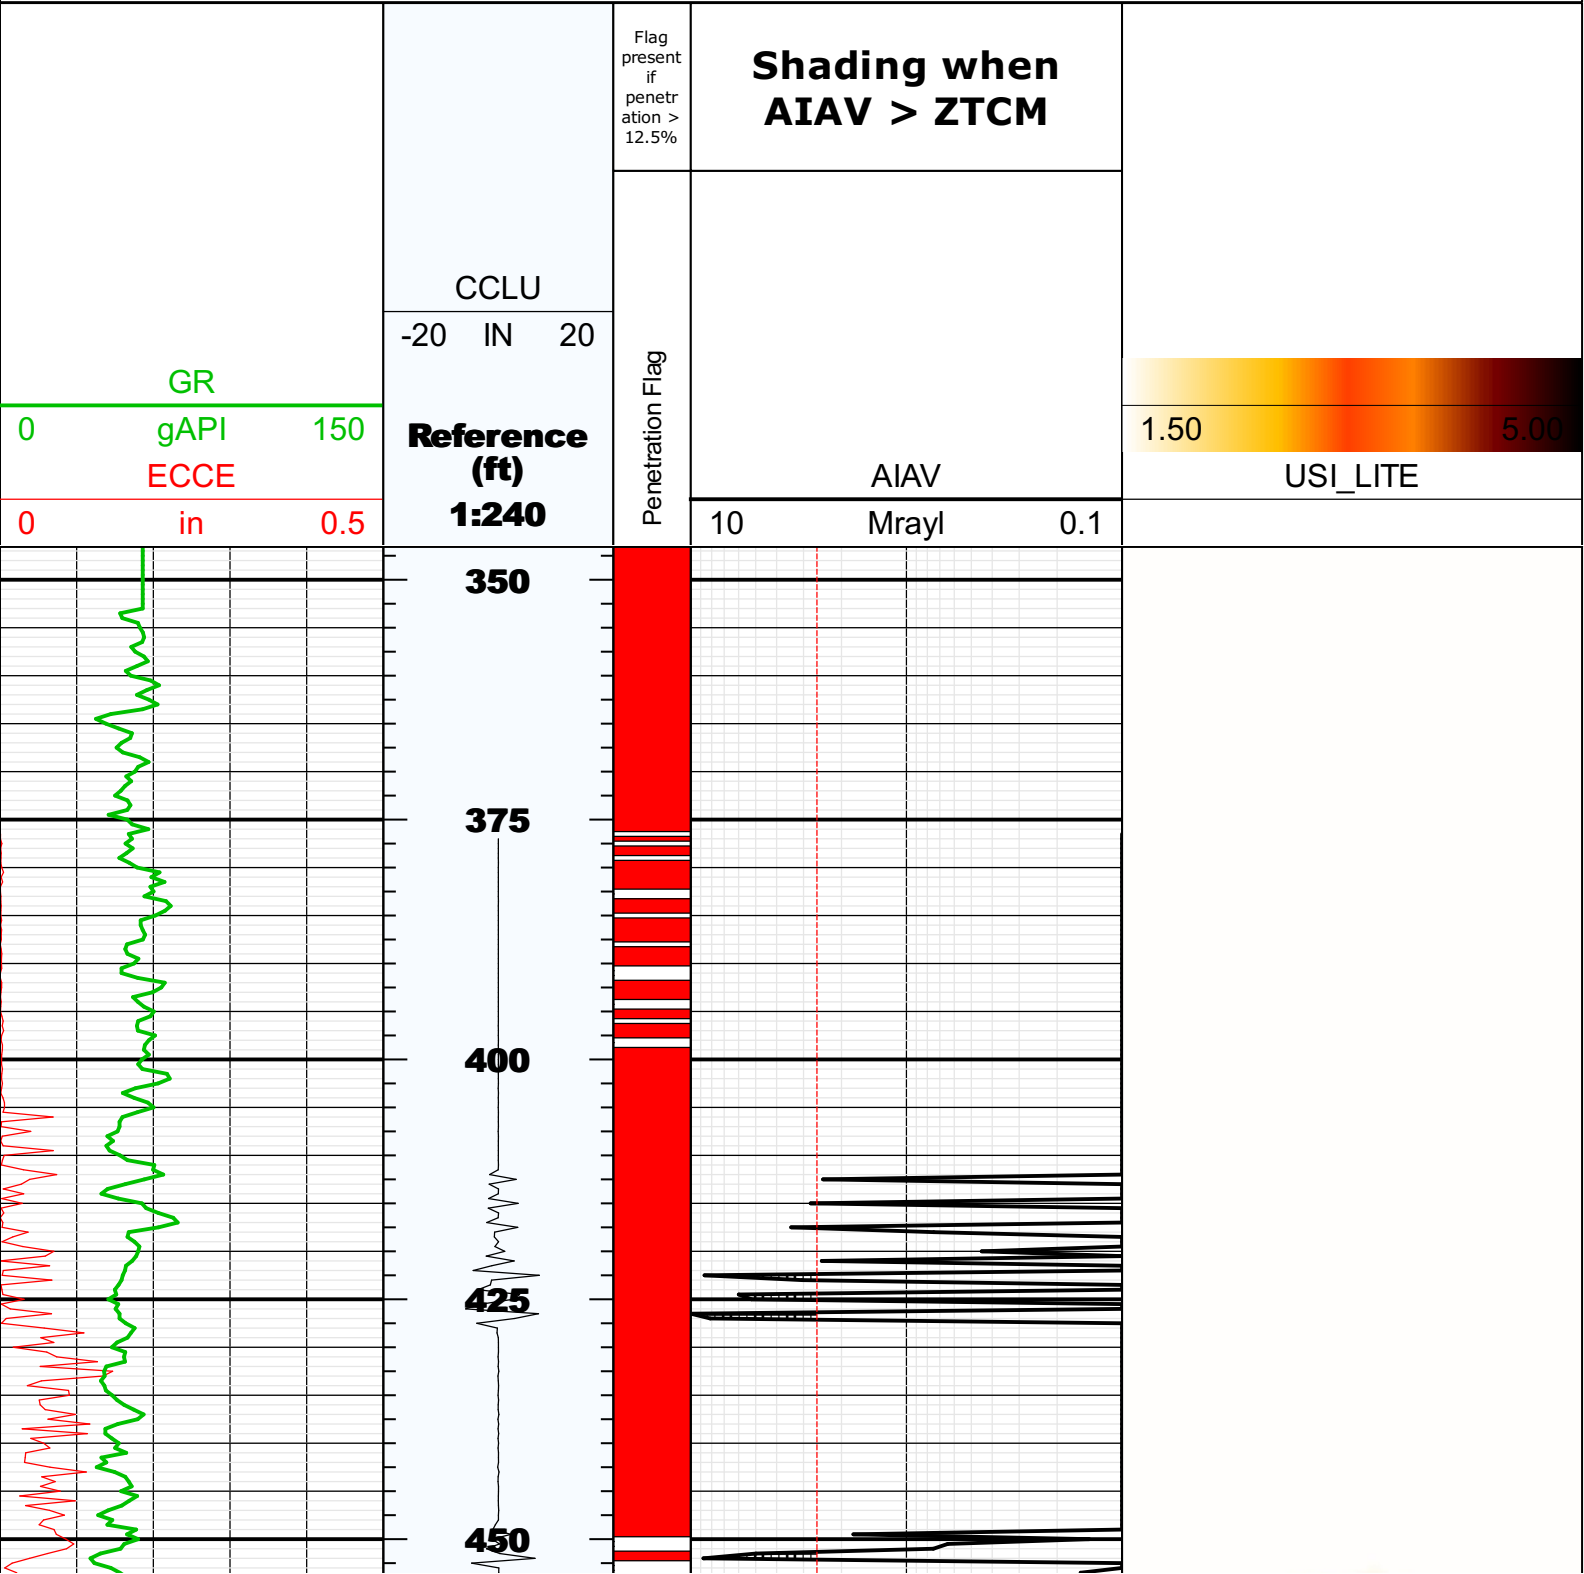 Flag
present
if
penetr
ation >
12.5%
Shading when
AIAV > ZTCM
CCLU
-20 IN 20
GR
0 gAPI 150
ECCE
0 in 0.5
Reference
(ft)
1:240
Penetration Flag
AIAV
10 Mrayl 0.1
1.50 5.00
USI_LITE
350
375
400
425
450